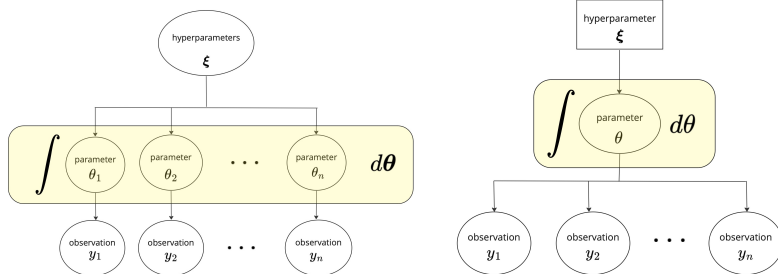 hyperparameters
ξ
∫
parameter
θ₁
parameter
θ₂
. . .
parameter
θₙ
d𝛉
observation
y₁
observation
y₂
. . .
observation
yₙ
hyperparameter
ξ
∫
parameter
θ
dθ
observation
y₁
observation
y₂
. . .
observation
yₙ